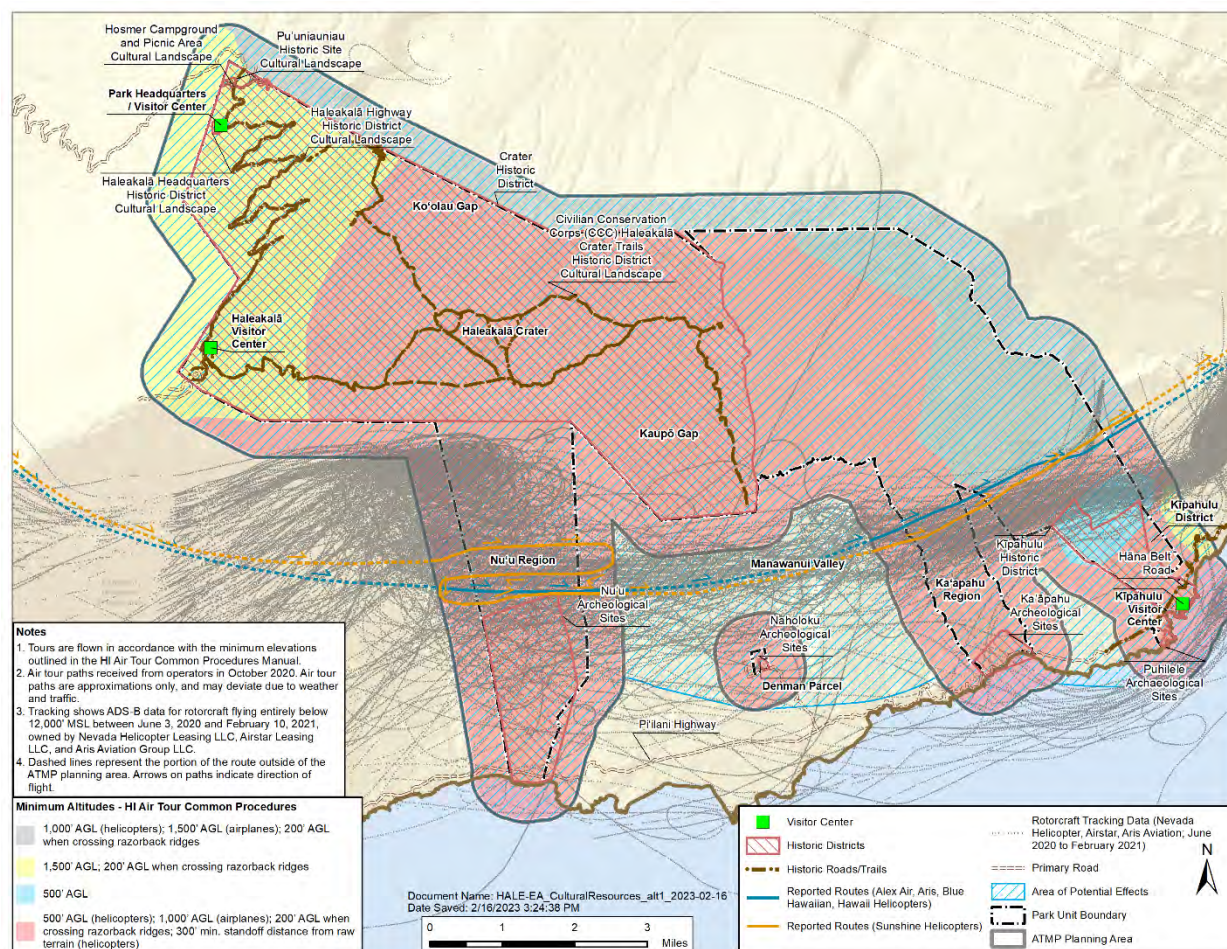 Hosmer Campground
and Picnic Area
Cultural Landscape
Puʻuniauniau
Historic Site
Cultural Landscape
Park Headquarters
/ Visitor Center
Haleakalā Highway
Historic District
Cultural Landscape
Haleakalā Headquarters
Historic District
Cultural Landscape
Crater
Historic
District
Koʻolau Gap
Civilian Conservation
Corps (CCC) Haleakalā
Crater Trails
Historic District
Cultural Landscape
Haleakalā
Visitor
Center
Haleakalā Crater
Kaupō Gap
Kīpahulu
District
Kīpahulu
Historic
District
Hāna Belt
Road
Nuʻu Region
Manawainui Valley
Kaʻapahu
Region
Nuʻu
Archeological
Sites
Kaʻāpahu
Archeological
Sites
Kīpahulu
Visitor
Center
Nāholoku
Archeological
Sites
Denman Parcel
Puhilele
Archaeological
Sites
Piʻilani Highway
Notes
1. Tours are flown in accordance with the minimum elevations
outlined in the HI Air Tour Common Procedures Manual.
2. Air tour paths received from operators in October 2020. Air tour
paths are approximations only, and may deviate due to weather
and traffic.
3. Tracking shows ADS-B data for rotorcraft flying entirely below
12,000' MSL between June 3, 2020 and February 10, 2021,
owned by Nevada Helicopter Leasing LLC, Airstar Leasing
LLC, and Aris Aviation Group LLC.
4. Dashed lines represent the portion of the route outside of the
ATMP planning area. Arrows on paths indicate direction of
flight.
Minimum Altitudes - HI Air Tour Common Procedures
1,000' AGL (helicopters); 1,500' AGL (airplanes); 200' AGL
when crossing razorback ridges
1,500' AGL; 200' AGL when crossing razorback ridges
500' AGL
500' AGL (helicopters); 1,000' AGL (airplanes); 200' AGL when
crossing razorback ridges; 300' min. standoff distance from raw
terrain (helicopters)
Document Name: HALE-EA_CulturalResources_alt1_2023-02-16
Date Saved: 2/16/2023 3:24:38 PM
0 1 2 3
Miles
Visitor Center
Historic Districts
Historic Roads/Trails
Reported Routes (Alex Air, Aris, Blue
Hawaiian, Hawaii Helicopters)
Reported Routes (Sunshine Helicopters)
Rotorcraft Tracking Data (Nevada
Helicopter, Airstar, Aris Aviation; June
2020 to February 2021)
Primary Road
Area of Potential Effects
Park Unit Boundary
ATMP Planning Area
N